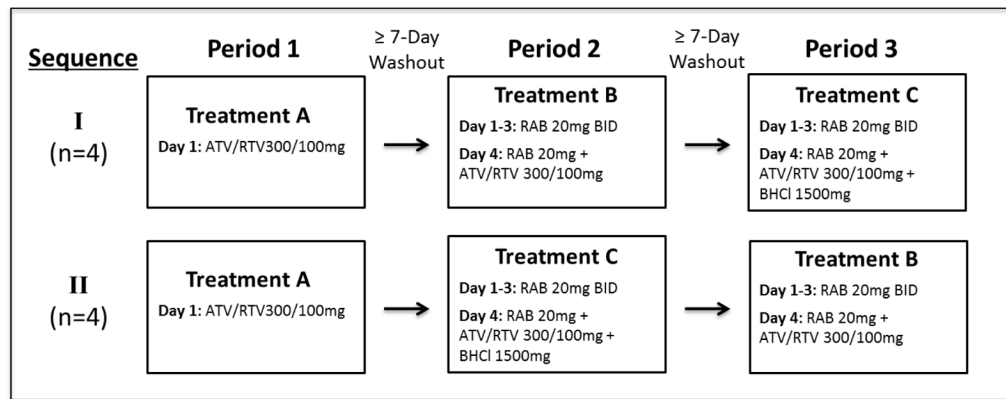 Sequence
Period 1
≥ 7-Day
Washout
Period 2
≥ 7-Day
Washout
Period 3
I
(n=4)
Treatment A
Day 1: ATV/RTV300/100mg
Treatment B
Day 1-3: RAB 20mg BID
Day 4: RAB 20mg +
ATV/RTV 300/100mg
Treatment C
Day 1-3: RAB 20mg BID
Day 4: RAB 20mg +
ATV/RTV 300/100mg +
BHCl 1500mg
II
(n=4)
Treatment A
Day 1: ATV/RTV300/100mg
Treatment C
Day 1-3: RAB 20mg BID
Day 4: RAB 20mg +
ATV/RTV 300/100mg +
BHCl 1500mg
Treatment B
Day 1-3: RAB 20mg BID
Day 4: RAB 20mg +
ATV/RTV 300/100mg